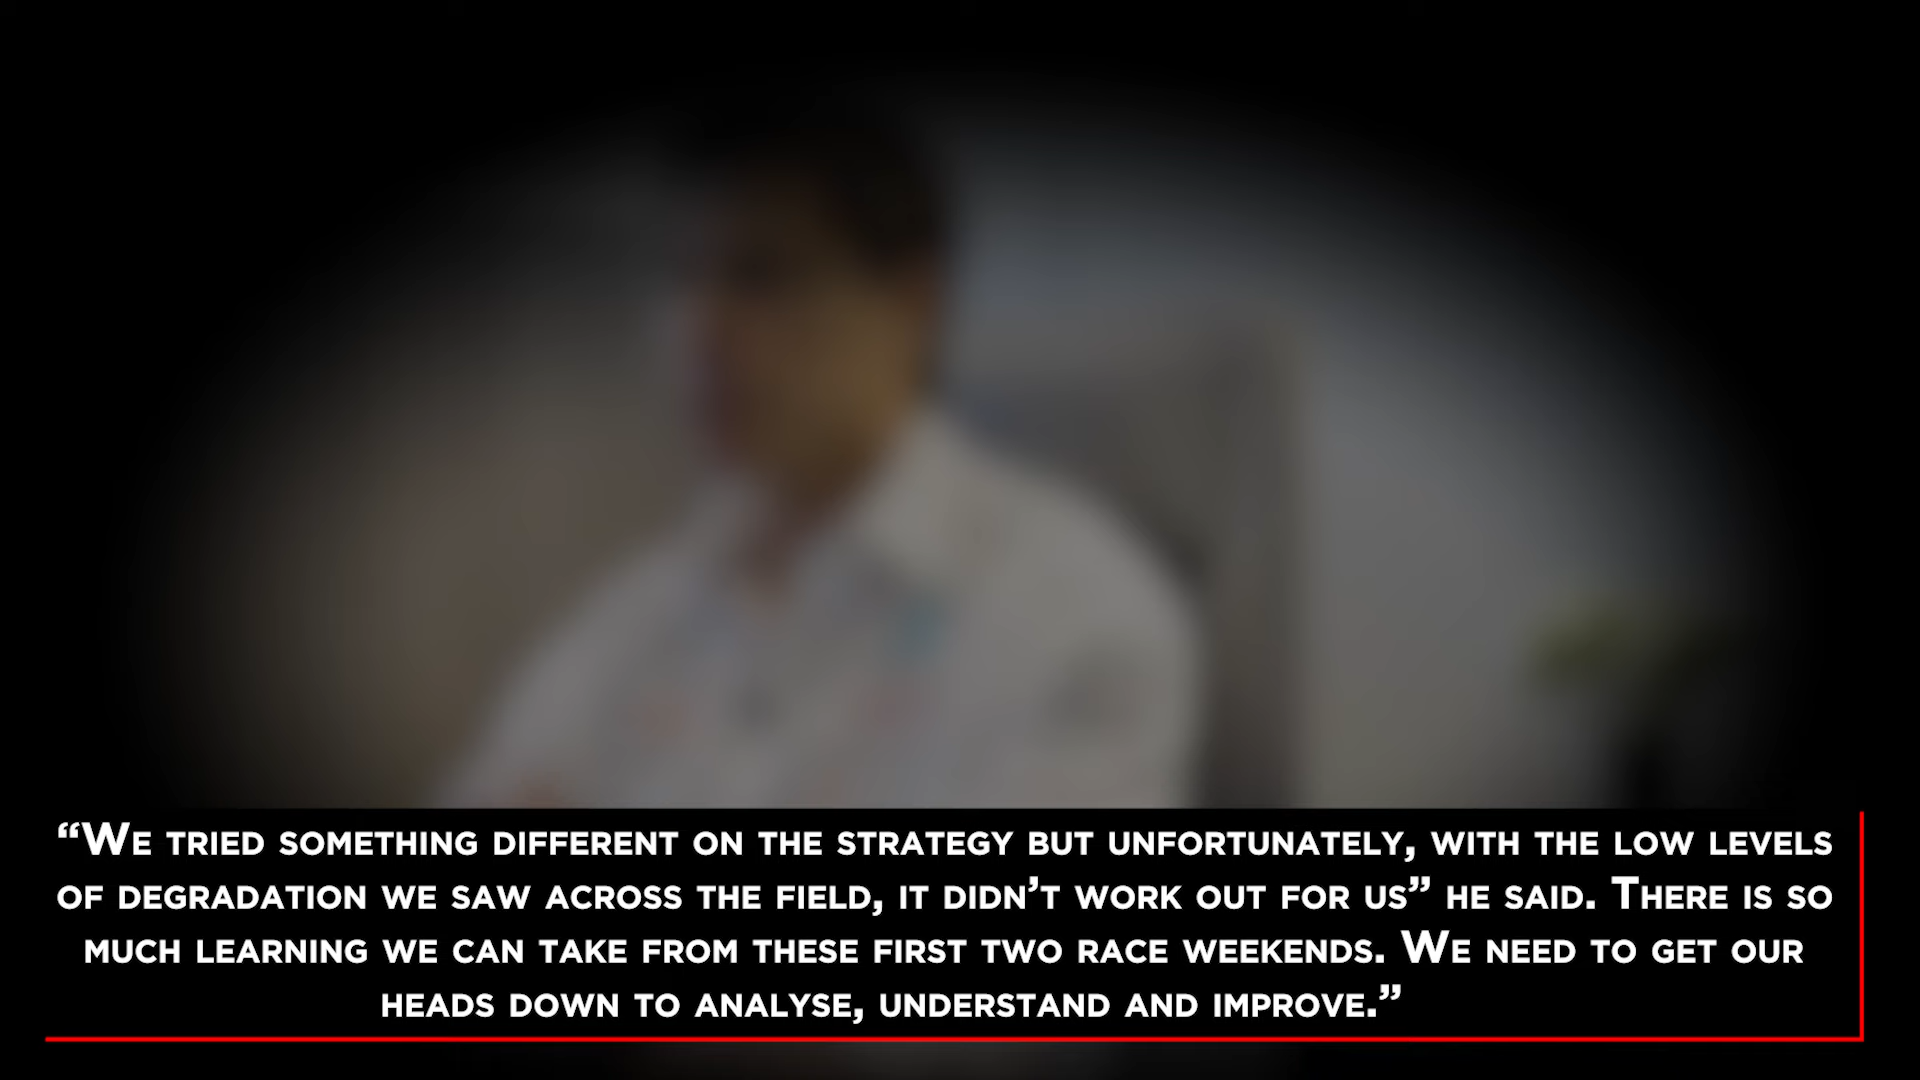 “We tried something different on the strategy but unfortunately, with the low levels
of degradation we saw across the field, it didn’t work out for us” he said. There is so
much learning we can take from these first two race weekends. We need to get our
heads down to analyse, understand and improve.”